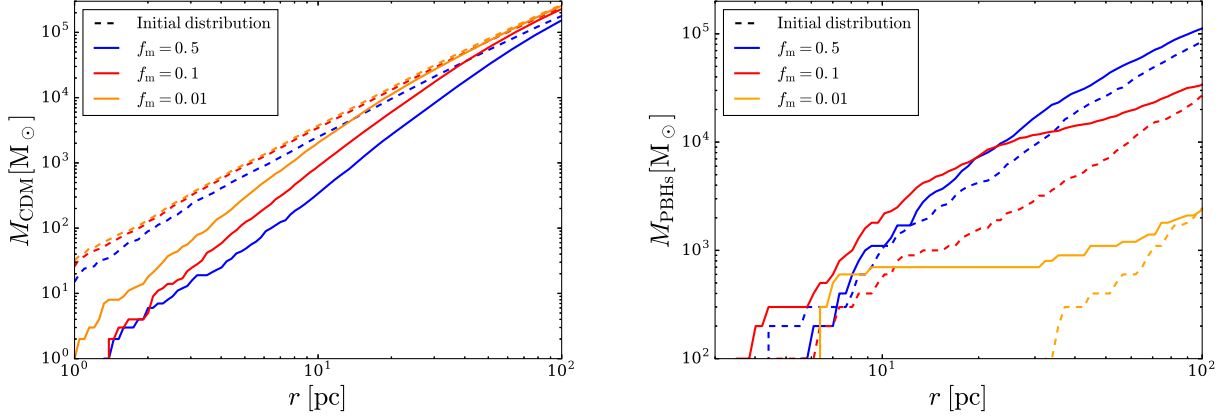 Initial distribution
f_m = 0.5
f_m = 0.1
f_m = 0.01
10^5
10^4
10^3
10^2
10^1
10^0
M_CDM [M_⊙]
10^0 10^1 10^2
r [pc]
Initial distribution
f_m = 0.5
f_m = 0.1
f_m = 0.01
10^5
10^4
10^3
10^2
M_PBHs [M_⊙]
10^1 10^2
r [pc]